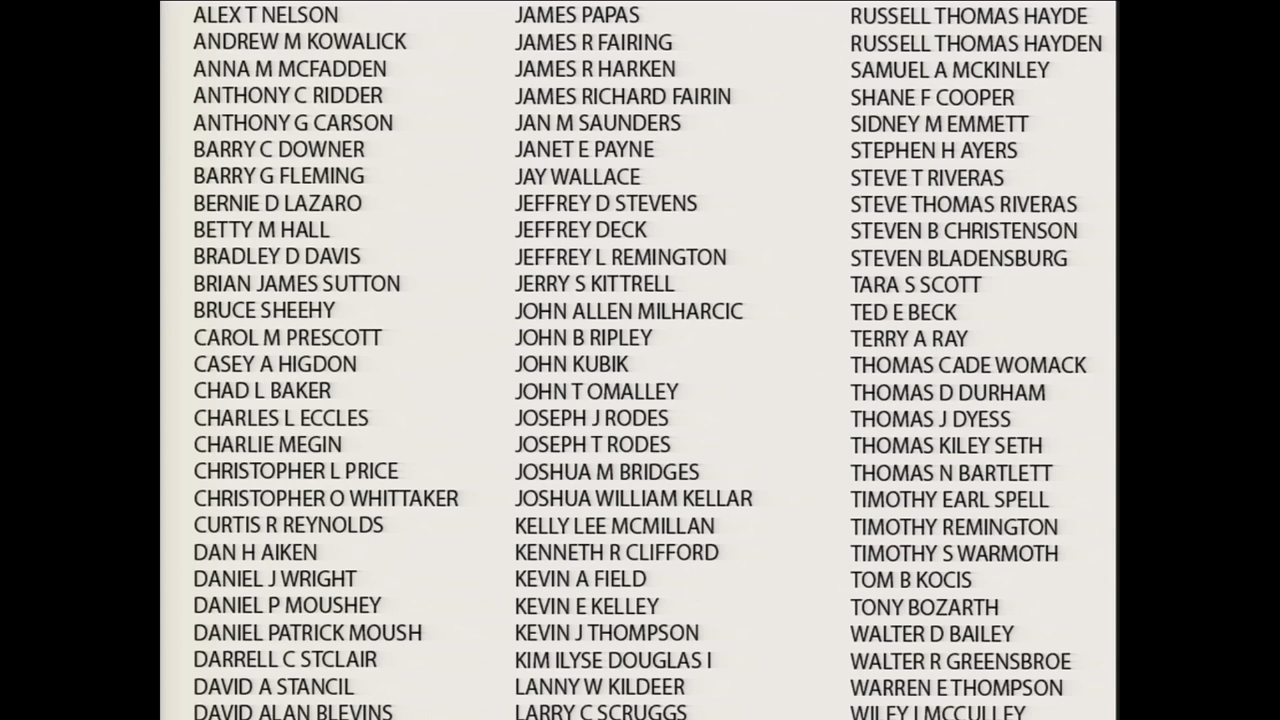 ALEX T NELSON
ANDREW M KOWALICK
ANNA M MCFADDEN
ANTHONY C RIDDER
ANTHONY G CARSON
BARRY C DOWNER
BARRY G FLEMING
BERNIE D LAZARO
BETTY M HALL
BRADLEY D DAVIS
BRIAN JAMES SUTTON
BRUCE SHEEHY
CAROL M PRESCOTT
CASEY A HIGDON
CHAD L BAKER
CHARLES L ECCLES
CHARLIE MEGIN
CHRISTOPHER L PRICE
CHRISTOPHER O WHITTAKER
CURTIS R REYNOLDS
DAN H AIKEN
DANIEL J WRIGHT
DANIEL P MOUSHEY
DANIEL PATRICK MOUSH
DARRELL C STCLAIR
DAVID A STANCIL
DAVID ALAN BLEVINS
JAMES PAPAS
JAMES R FAIRING
JAMES R HARKEN
JAMES RICHARD FAIRIN
JAN M SAUNDERS
JANET E PAYNE
JAY WALLACE
JEFFREY D STEVENS
JEFFREY DECK
JEFFREY L REMINGTON
JERRY S KITTRELL
JOHN ALLEN MILHARCIC
JOHN B RIPLEY
JOHN KUBIK
JOHN T OMALLEY
JOSEPH J RODES
JOSEPH T RODES
JOSHUA M BRIDGES
JOSHUA WILLIAM KELLAR
KELLY LEE MCMILLAN
KENNETH R CLIFFORD
KEVIN A FIELD
KEVIN E KELLEY
KEVIN J THOMPSON
KIM ILYSE DOUGLAS I
LANNY W KILDEER
LARRY C SCRUGGS
RUSSELL THOMAS HAYDE
RUSSELL THOMAS HAYDEN
SAMUEL A MCKINLEY
SHANE F COOPER
SIDNEY M EMMETT
STEPHEN H AYERS
STEVE T RIVERAS
STEVE THOMAS RIVERAS
STEVEN B CHRISTENSON
STEVEN BLADENSBURG
TARA S SCOTT
TED E BECK
TERRY A RAY
THOMAS CADE WOMACK
THOMAS D DURHAM
THOMAS J DYESS
THOMAS KILEY SETH
THOMAS N BARTLETT
TIMOTHY EARL SPELL
TIMOTHY REMINGTON
TIMOTHY S WARMOTH
TOM B KOCIS
TONY BOZARTH
WALTER D BAILEY
WALTER R GREENSBROE
WARREN E THOMPSON
WILEY J MCCULLEY